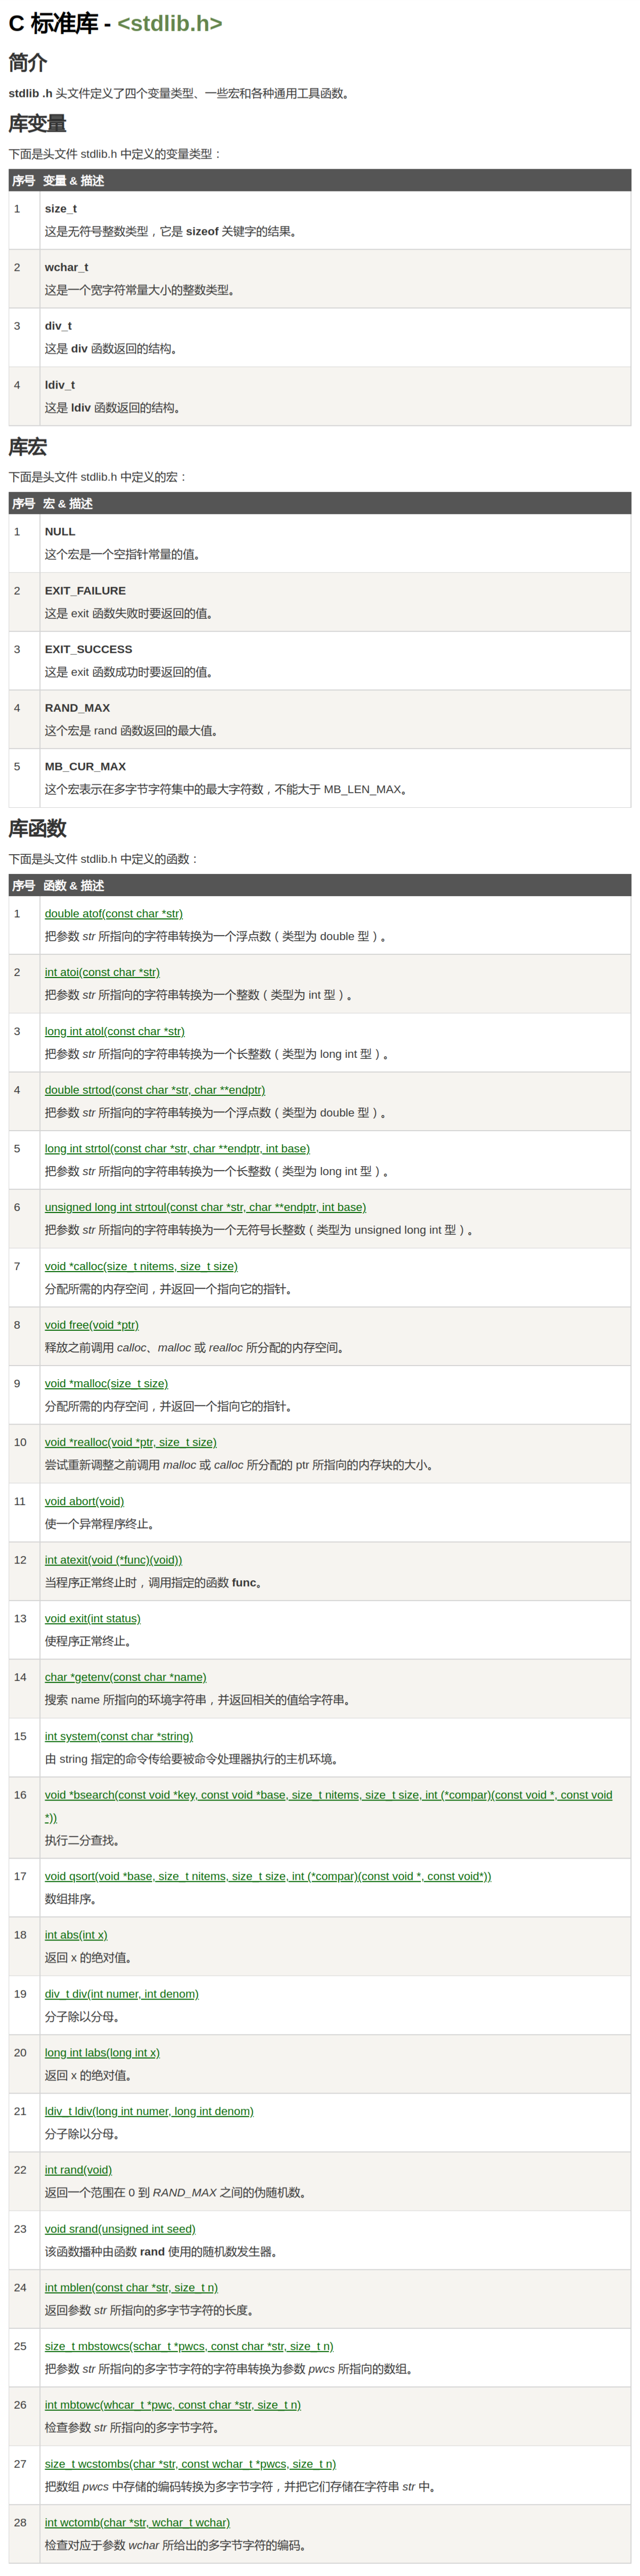 C 标准库 - <stdlib.h>
简介
stdlib .h 头文件定义了四个变量类型、一些宏和各种通用工具函数。
库变量
下面是头文件 stdlib.h 中定义的变量类型：
序号 变量 & 描述
1 size_t
这是无符号整数类型，它是 sizeof 关键字的结果。
2 wchar_t
这是一个宽字符常量大小的整数类型。
3 div_t
这是 div 函数返回的结构。
4 ldiv_t
这是 ldiv 函数返回的结构。
库宏
下面是头文件 stdlib.h 中定义的宏：
序号 宏 & 描述
1 NULL
这个宏是一个空指针常量的值。
2 EXIT_FAILURE
这是 exit 函数失败时要返回的值。
3 EXIT_SUCCESS
这是 exit 函数成功时要返回的值。
4 RAND_MAX
这个宏是 rand 函数返回的最大值。
5 MB_CUR_MAX
这个宏表示在多字节字符集中的最大字符数，不能大于 MB_LEN_MAX。
库函数
下面是头文件 stdlib.h 中定义的函数：
序号 函数 & 描述
1 double atof(const char *str)
把参数 str 所指向的字符串转换为一个浮点数（类型为 double 型）。
2 int atoi(const char *str)
把参数 str 所指向的字符串转换为一个整数（类型为 int 型）。
3 long int atol(const char *str)
把参数 str 所指向的字符串转换为一个长整数（类型为 long int 型）。
4 double strtod(const char *str, char **endptr)
把参数 str 所指向的字符串转换为一个浮点数（类型为 double 型）。
5 long int strtol(const char *str, char **endptr, int base)
把参数 str 所指向的字符串转换为一个长整数（类型为 long int 型）。
6 unsigned long int strtoul(const char *str, char **endptr, int base)
把参数 str 所指向的字符串转换为一个无符号长整数（类型为 unsigned long int 型）。
7 void *calloc(size_t nitems, size_t size)
分配所需的内存空间，并返回一个指向它的指针。
8 void free(void *ptr)
释放之前调用 calloc、malloc 或 realloc 所分配的内存空间。
9 void *malloc(size_t size)
分配所需的内存空间，并返回一个指向它的指针。
10 void *realloc(void *ptr, size_t size)
尝试重新调整之前调用 malloc 或 calloc 所分配的 ptr 所指向的内存块的大小。
11 void abort(void)
使一个异常程序终止。
12 int atexit(void (*func)(void))
当程序正常终止时，调用指定的函数 func。
13 void exit(int status)
使程序正常终止。
14 char *getenv(const char *name)
搜索 name 所指向的环境字符串，并返回相关的值给字符串。
15 int system(const char *string)
由 string 指定的命令传给要被命令处理器执行的主机环境。
16 void *bsearch(const void *key, const void *base, size_t nitems, size_t size, int (*compar)(const void *, const void
*))
执行二分查找。
17 void qsort(void *base, size_t nitems, size_t size, int (*compar)(const void *, const void*))
数组排序。
18 int abs(int x)
返回 x 的绝对值。
19 div_t div(int numer, int denom)
分子除以分母。
20 long int labs(long int x)
返回 x 的绝对值。
21 ldiv_t ldiv(long int numer, long int denom)
分子除以分母。
22 int rand(void)
返回一个范围在 0 到 RAND_MAX 之间的伪随机数。
23 void srand(unsigned int seed)
该函数播种由函数 rand 使用的随机数发生器。
24 int mblen(const char *str, size_t n)
返回参数 str 所指向的多字节字符的长度。
25 size_t mbstowcs(schar_t *pwcs, const char *str, size_t n)
把参数 str 所指向的多字节字符的字符串转换为参数 pwcs 所指向的数组。
26 int mbtowc(whcar_t *pwc, const char *str, size_t n)
检查参数 str 所指向的多字节字符。
27 size_t wcstombs(char *str, const wchar_t *pwcs, size_t n)
把数组 pwcs 中存储的编码转换为多字节字符，并把它们存储在字符串 str 中。
28 int wctomb(char *str, wchar_t wchar)
检查对应于参数 wchar 所给出的多字节字符的编码。